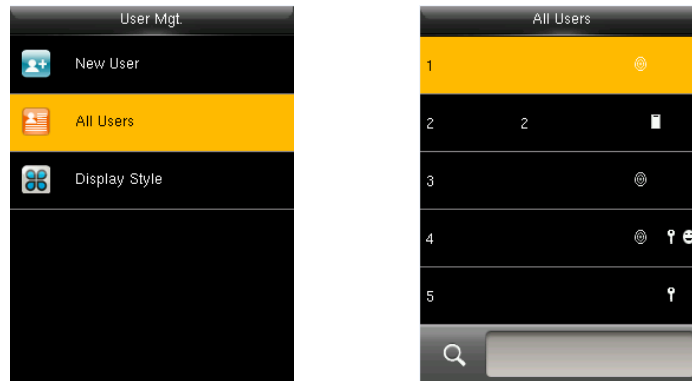 User Mgt.
New User
All Users
Display Style
All Users
1
2 2
3
4
5